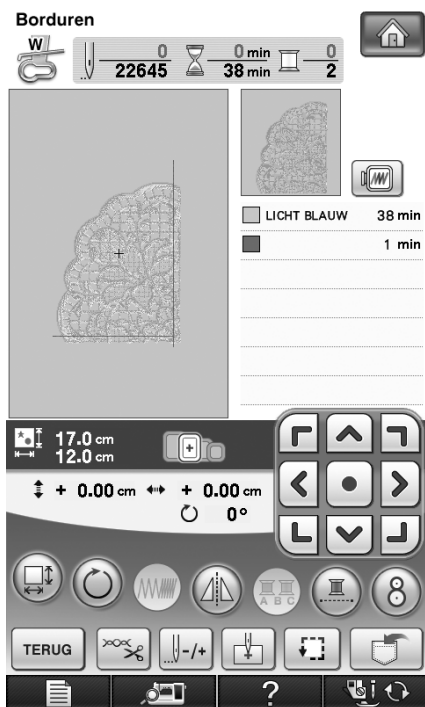 Borduren
W
0 0 min 0
22645 38 min 2
LICHT BLAUW 38 min
1 min
17.0 cm
12.0 cm
+ 0.00 cm + 0.00 cm
0°
A B C
TERUG -/+
?